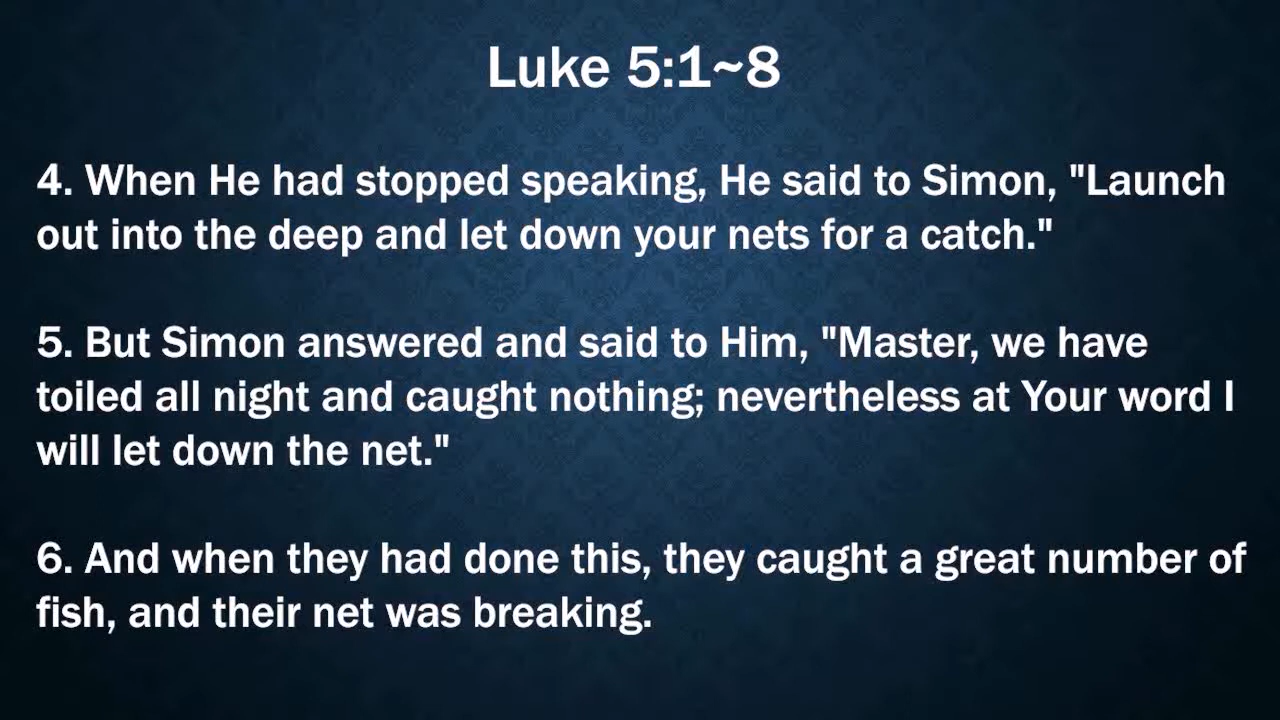 Luke 5:1~8
4. When He had stopped speaking, He said to Simon, "Launch
out into the deep and let down your nets for a catch."
5. But Simon answered and said to Him, "Master, we have
toiled all night and caught nothing; nevertheless at Your word I
will let down the net."
6. And when they had done this, they caught a great number of
fish, and their net was breaking.